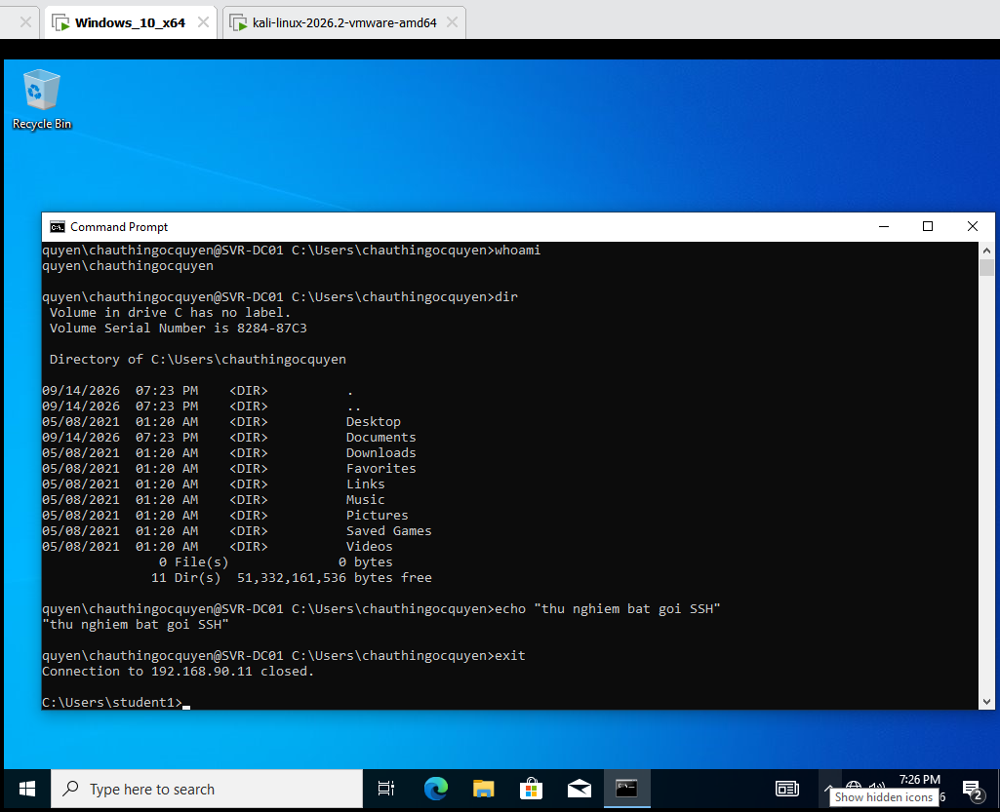 Windows_10_x64
kali-linux-2026.2-vmware-amd64
Recycle Bin
Command Prompt
quyen\chauthingocquyen@SVR-DC01 C:\Users\chauthingocquyen>whoami
quyen\chauthingocquyen
quyen\chauthingocquyen@SVR-DC01 C:\Users\chauthingocquyen>dir
 Volume in drive C has no label.
 Volume Serial Number is 8284-87C3
 Directory of C:\Users\chauthingocquyen
09/14/2026  07:23 PM    <DIR>          .
09/14/2026  07:23 PM    <DIR>          ..
05/08/2021  01:20 AM    <DIR>          Desktop
09/14/2026  07:23 PM    <DIR>          Documents
05/08/2021  01:20 AM    <DIR>          Downloads
05/08/2021  01:20 AM    <DIR>          Favorites
05/08/2021  01:20 AM    <DIR>          Links
05/08/2021  01:20 AM    <DIR>          Music
05/08/2021  01:20 AM    <DIR>          Pictures
05/08/2021  01:20 AM    <DIR>          Saved Games
05/08/2021  01:20 AM    <DIR>          Videos
               0 File(s)              0 bytes
              11 Dir(s)  51,332,161,536 bytes free
quyen\chauthingocquyen@SVR-DC01 C:\Users\chauthingocquyen>echo "thu nghiem bat goi SSH"
"thu nghiem bat goi SSH"
quyen\chauthingocquyen@SVR-DC01 C:\Users\chauthingocquyen>exit
Connection to 192.168.90.11 closed.
C:\Users\student1>
Type here to search
7:26 PM
Show hidden icons
6
2